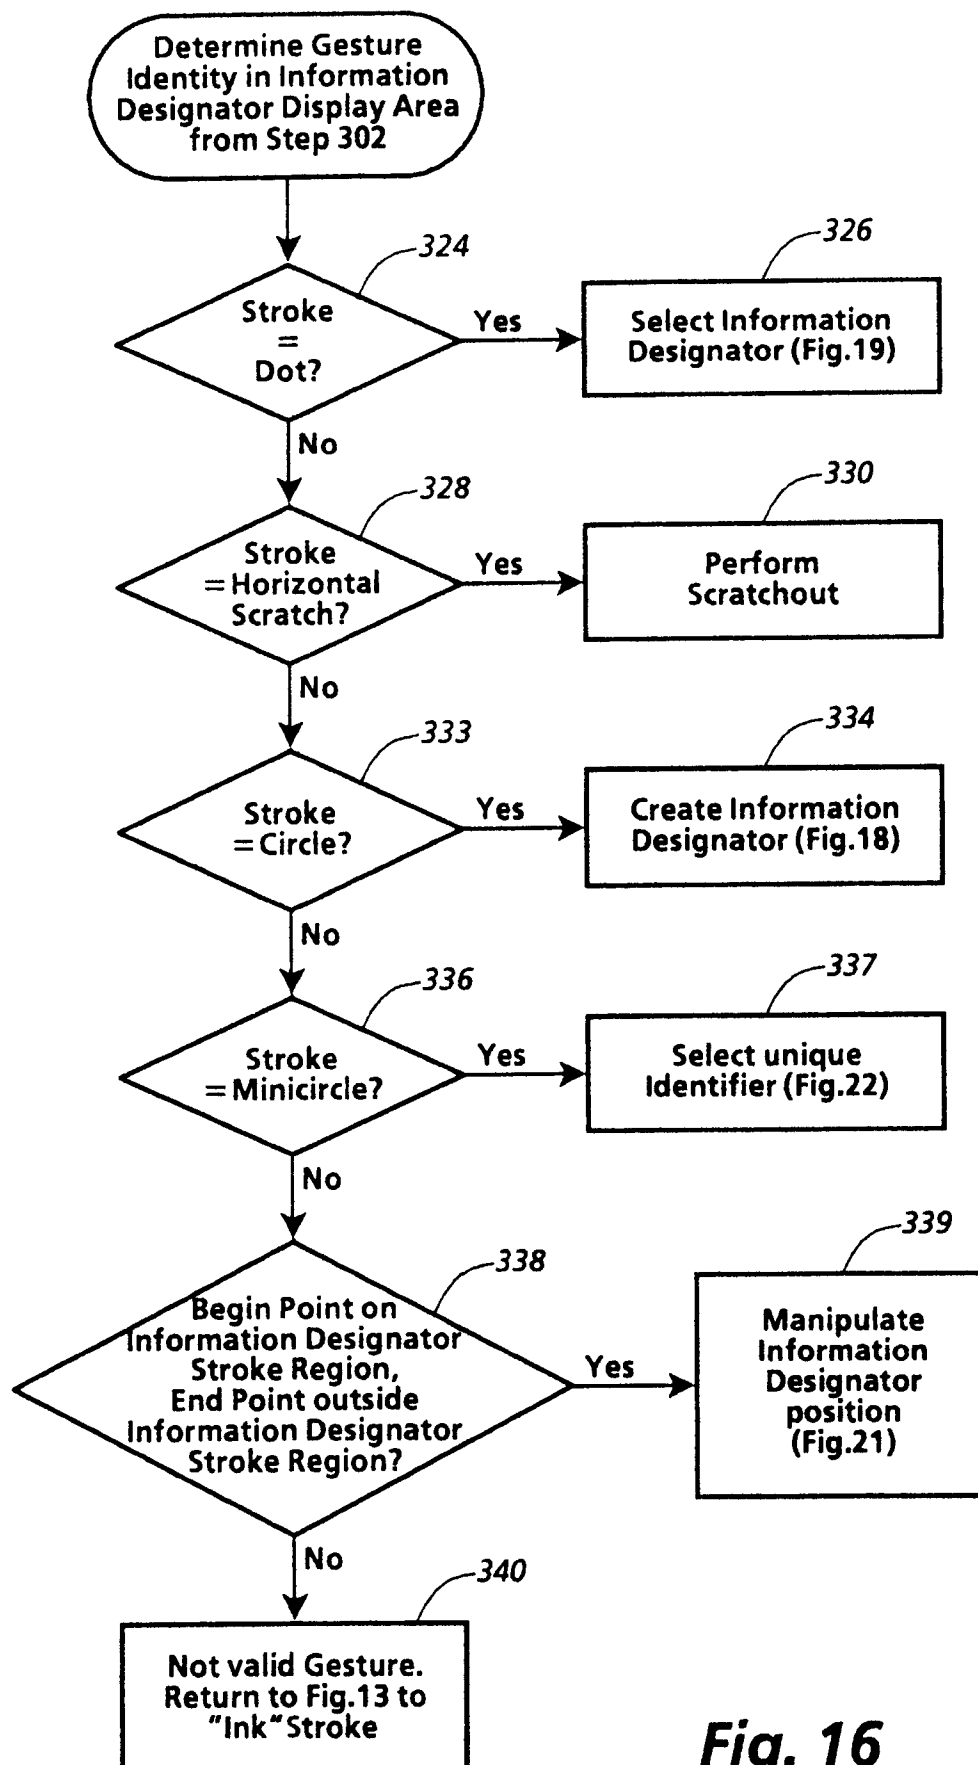 Determine Gesture
Identity in Information
Designator Display Area
from Step 302
324
Stroke
=
Dot?
Yes
326
Select Information
Designator (Fig.19)
No
328
Stroke
=Horizontal
Scratch?
Yes
330
Perform
Scratchout
No
333
Stroke
=Circle?
Yes
334
Create Information
Designator (Fig.18)
No
336
Stroke
=Minicircle?
Yes
337
Select unique
Identifier (Fig.22)
No
338
Begin Point on
Information Designator
Stroke Region,
End Point outside
Information Designator
Stroke Region?
Yes
339
Manipulate
Information
Designator
position
(Fig.21)
No
340
Not valid Gesture.
Return to Fig.13 to
"Ink" Stroke
Fig. 16